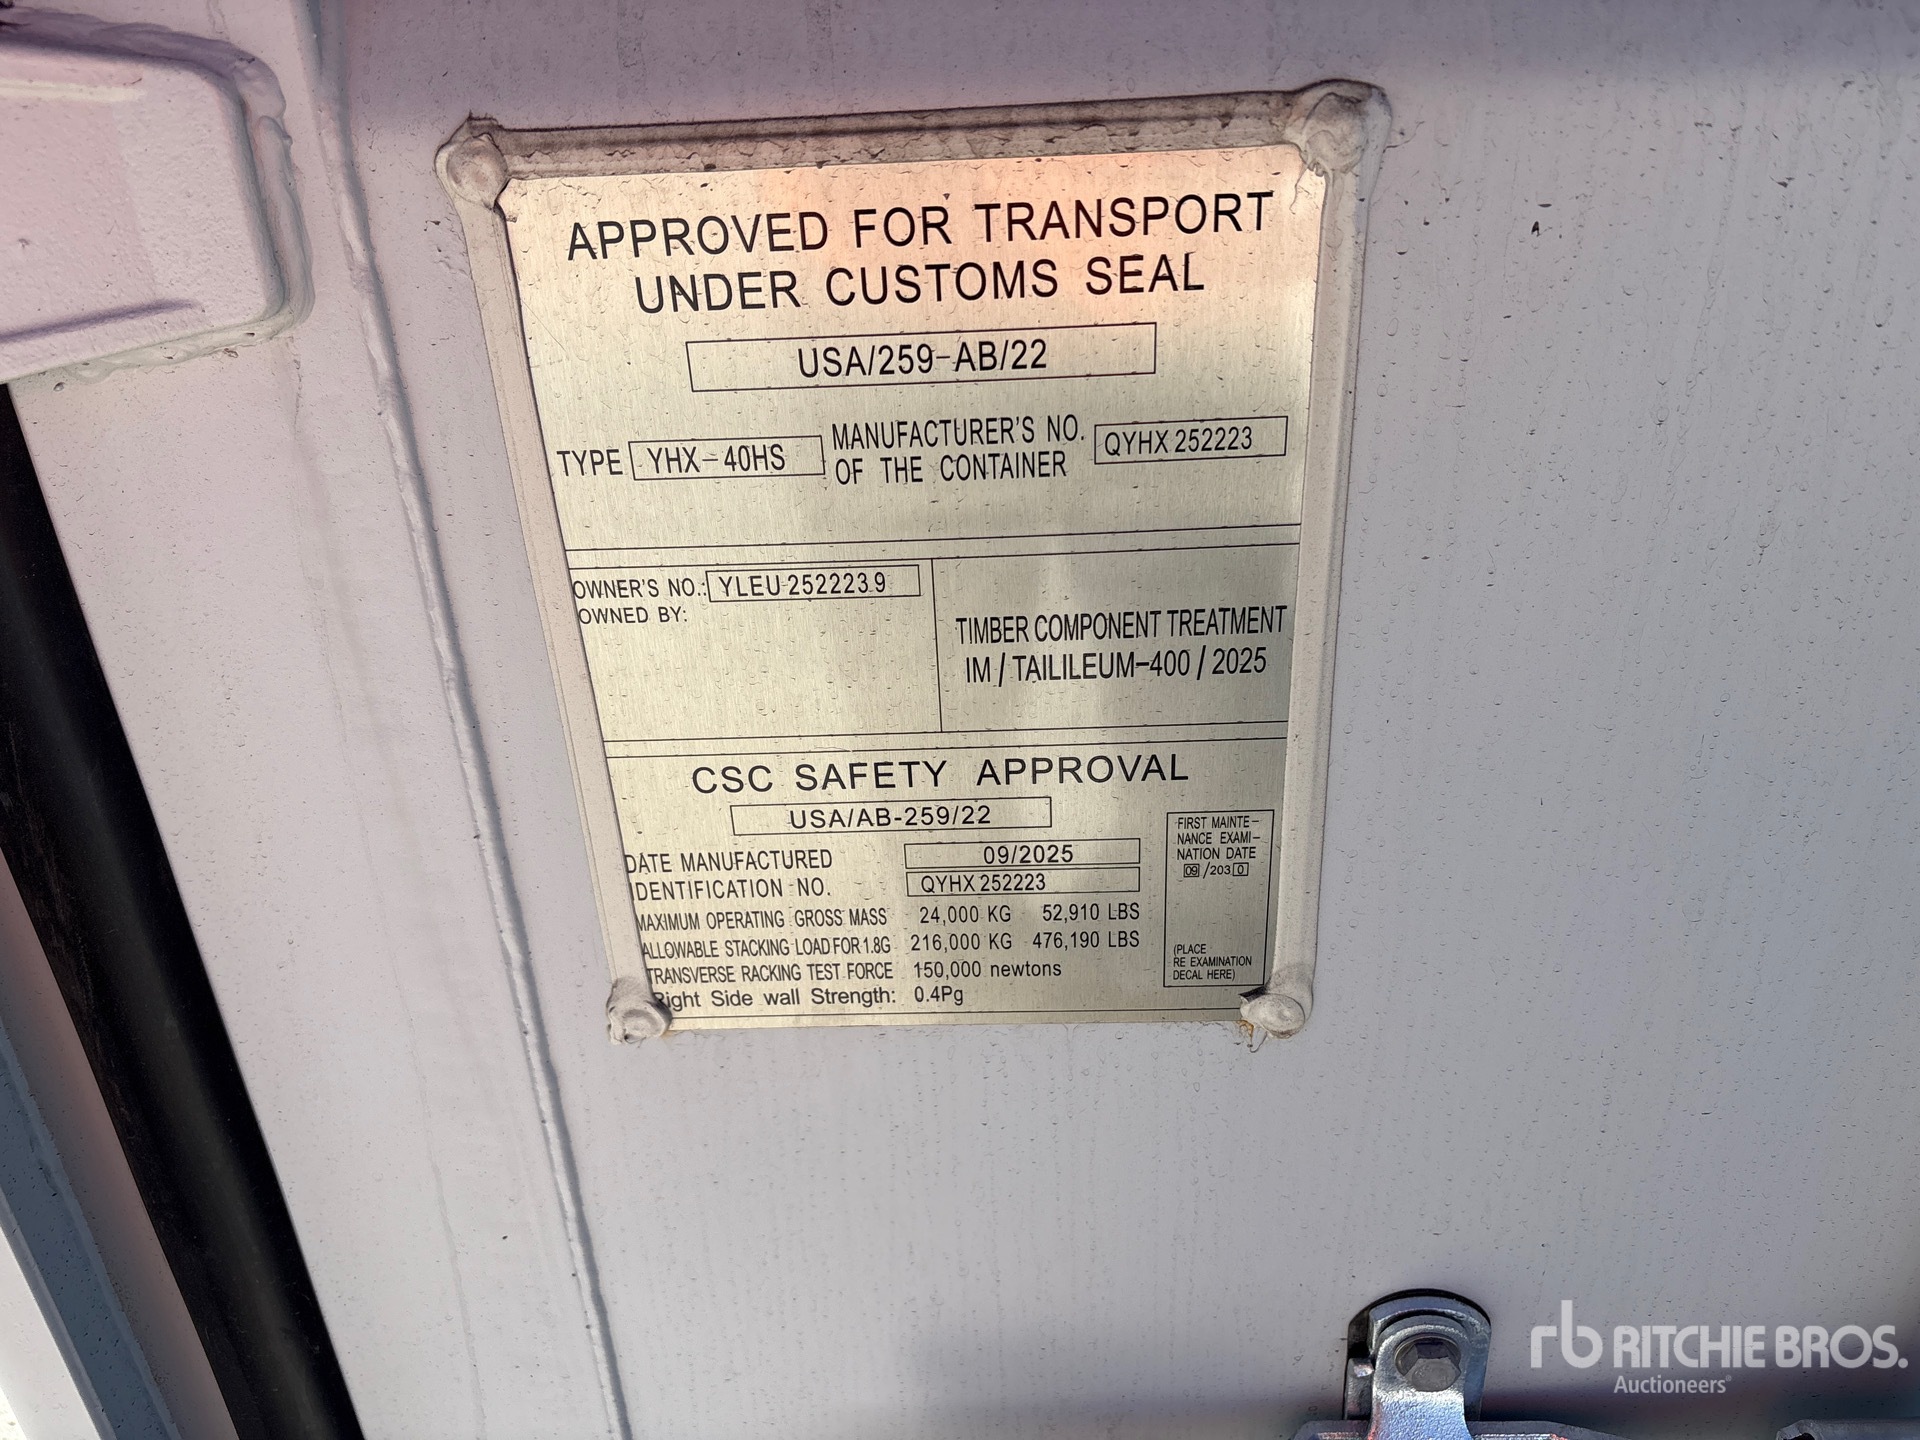 APPROVED FOR TRANSPORT
UNDER CUSTOMS SEAL
USA/259-AB/22
TYPE YHX-40HS
MANUFACTURER'S NO.
OF THE CONTAINER
QYHX 252223
OWNER'S NO.: YLEU 252223 9
OWNED BY:
TIMBER COMPONENT TREATMENT
IM / TAILILEUM-400 / 2025
CSC SAFETY APPROVAL
USA/AB-259/22
DATE MANUFACTURED 09/2025
IDENTIFICATION NO. QYHX 252223
MAXIMUM OPERATING GROSS MASS 24,000 KG 52,910 LBS
ALLOWABLE STACKING LOAD FOR 1.8G 216,000 KG 476,190 LBS
TRANSVERSE RACKING TEST FORCE 150,000 newtons
Right Side wall Strength: 0.4Pg
FIRST MAINTE-
NANCE EXAMI-
NATION DATE
09 /203 0
(PLACE
RE EXAMINATION
DECAL HERE)
rb RITCHIE BROS.
Auctioneers